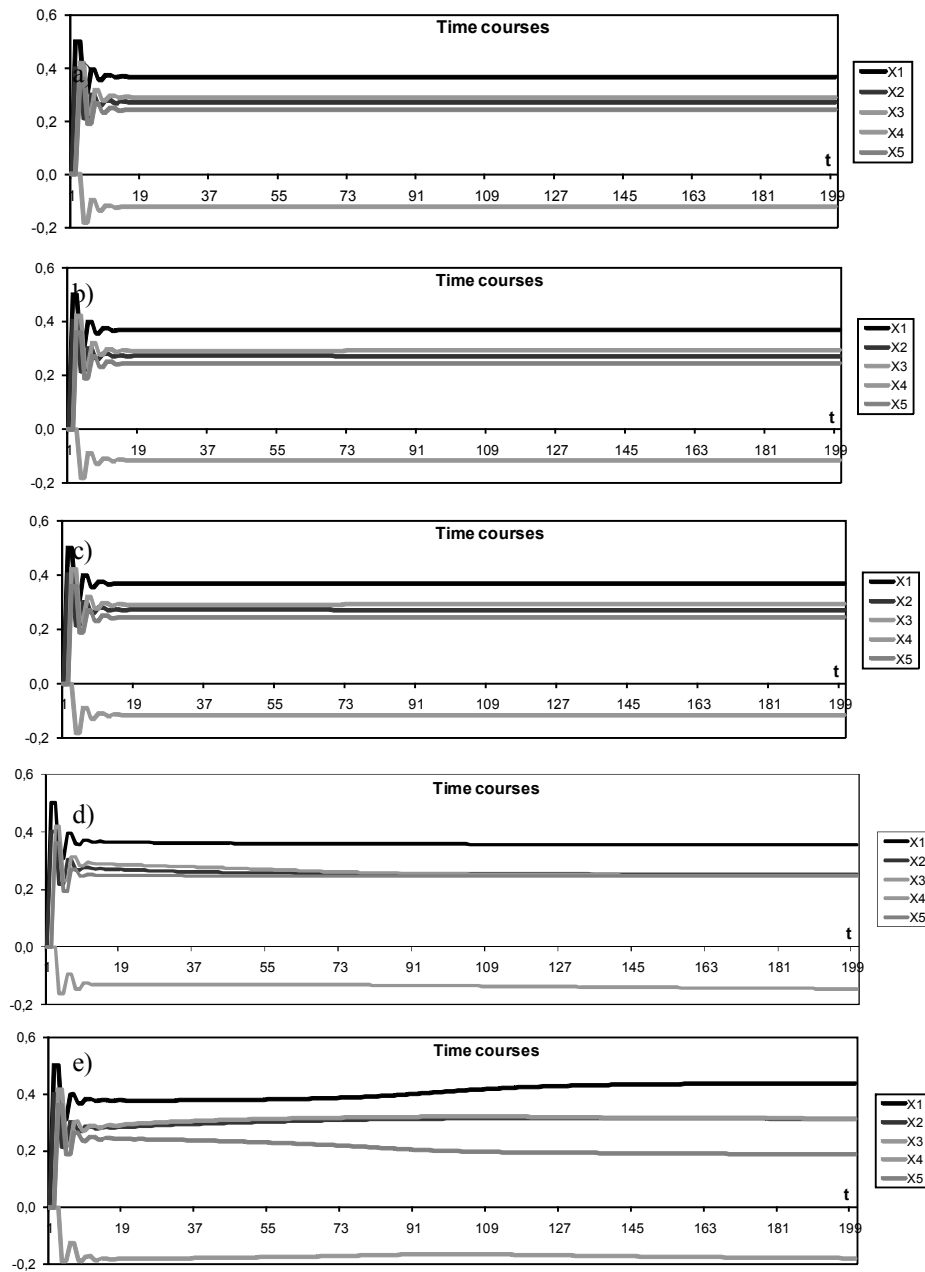 Time courses
0,6
0,4
0,2
0,0
-0,2
a
t
1 19 37 55 73 91 109 127 145 163 181 199
X1
X2
X3
X4
X5
Time courses
0,6
0,4
0,2
0,0
-0,2
b)
t
1 19 37 55 73 91 109 127 145 163 181 199
X1
X2
X3
X4
X5
Time courses
0,6
0,4
0,2
0,0
-0,2
c)
t
1 19 37 55 73 91 109 127 145 163 181 199
X1
X2
X3
X4
X5
Time courses
0,6
0,4
0,2
0,0
-0,2
d)
t
1 19 37 55 73 91 109 127 145 163 181 199
X1
X2
X3
X4
X5
Time courses
0,6
0,4
0,2
0,0
-0,2
e)
t
1 19 37 55 73 91 109 127 145 163 181 199
X1
X2
X3
X4
X5